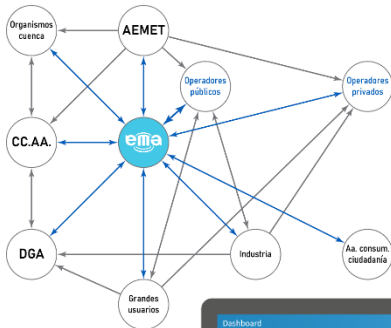 Organismos
cuenca
AEMET
Operadores
públicos
Operadores
privados
CC.AA.
ema
DGA
Industria
Aa. consum.
ciudadanía
Grandes
usuarios
Dashboard